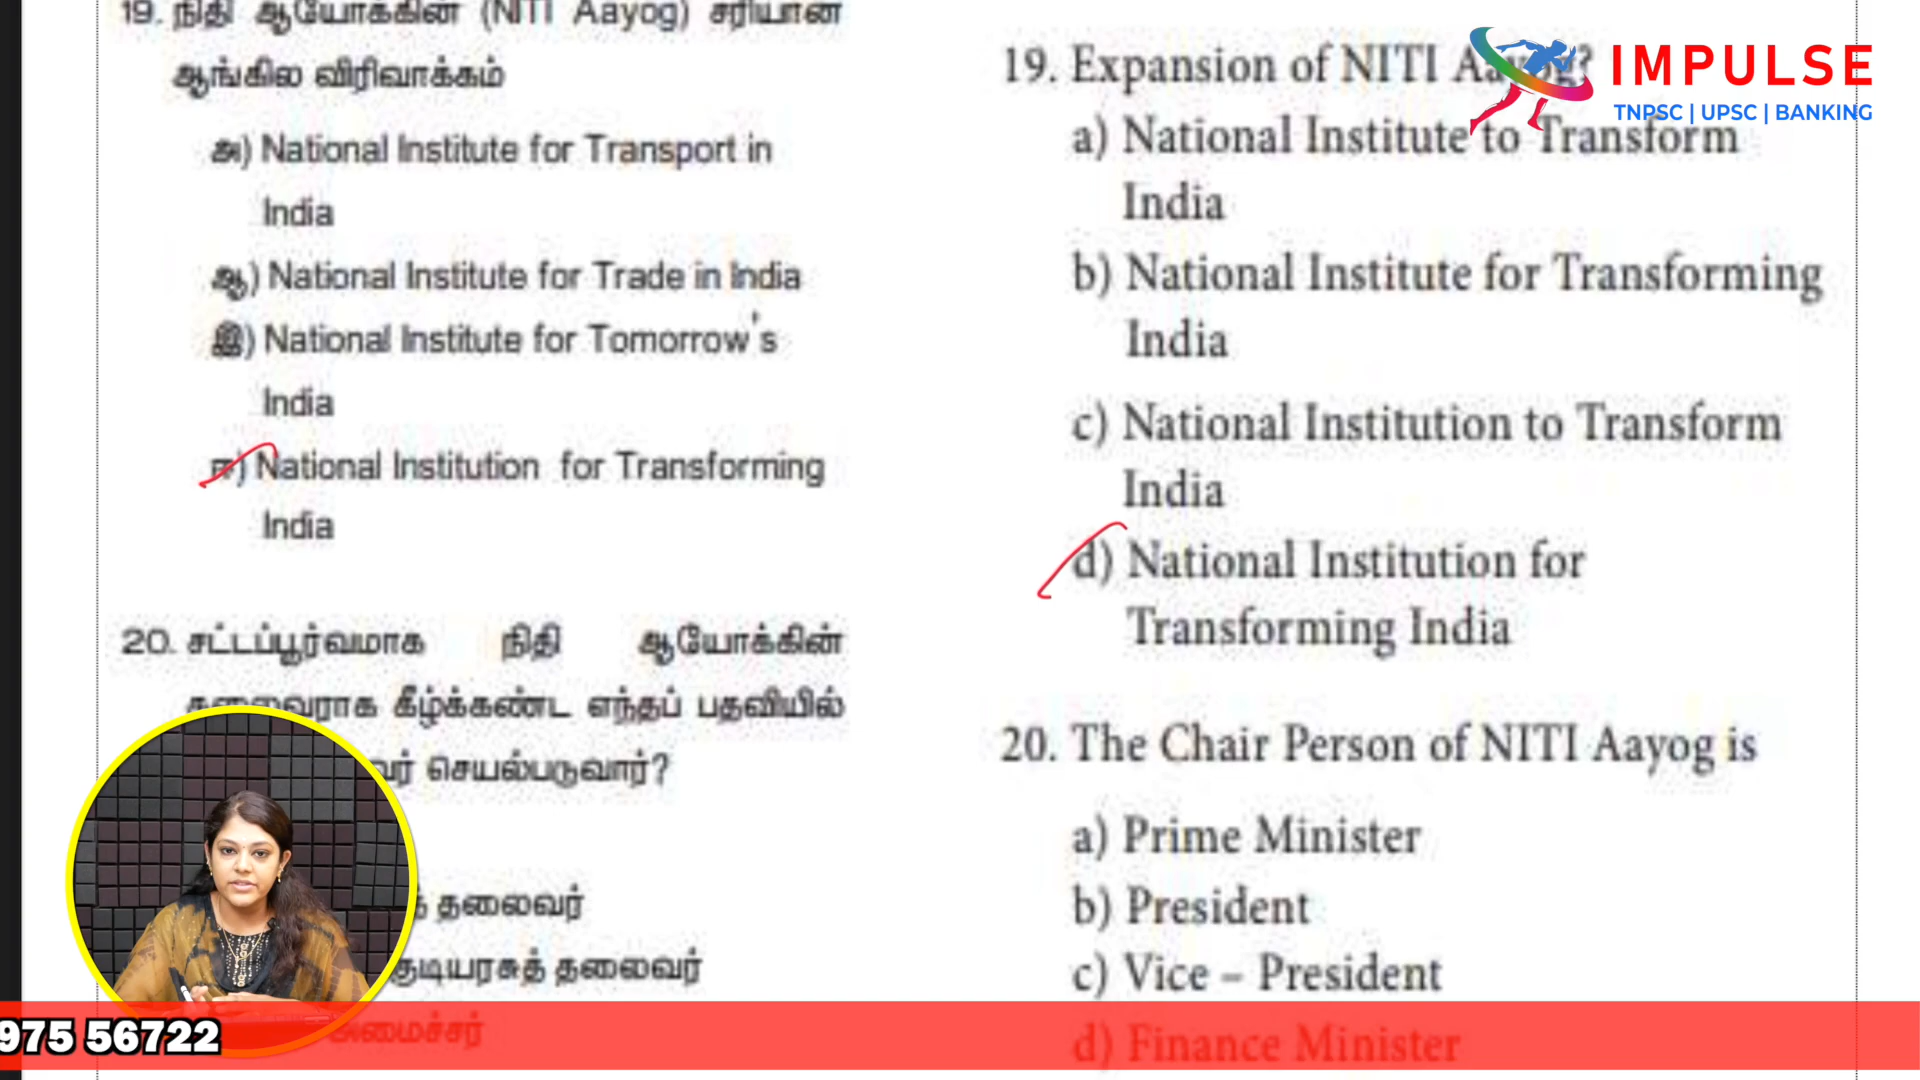 19. நிதி ஆயோக்கின் (NITI Aayog) சரியான
ஆங்கில விரிவாக்கம்
அ) National Institute for Transport in
India
ஆ) National Institute for Trade in India
இ) National Institute for Tomorrow's
India
ஈ) National Institution for Transforming
India
20. சட்டப்பூர்வமாக நிதி ஆயோக்கின்
தலைவராக கீழ்க்கண்ட எந்தப் பதவியில்
செயல்படுவார்?
தலைவர்
தலைவர்
அமைச்சர்
19. Expansion of NITI Aayog?
a) National Institute to Transform
India
b) National Institute for Transforming
India
c) National Institution to Transform
India
d) National Institution for
Transforming India
20. The Chair Person of NITI Aayog is
a) Prime Minister
b) President
c) Vice – President
d) Finance Minister
IMPULSE
TNPSC | UPSC | BANKING
975 56722